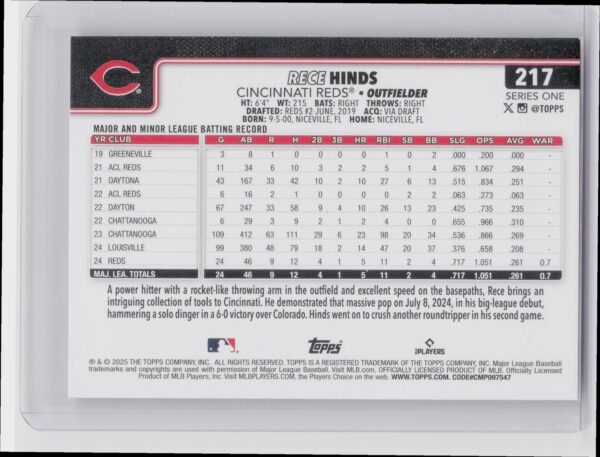 C
217
RECE HINDS
SERIES ONE
CINCINNATI REDS® • OUTFIELDER
@TOPPS
HT: 6'4" WT: 215 BATS: RIGHT THROWS: RIGHT
DRAFTED: REDS #2-JUNE, 2019 ACQ: VIA DRAFT
BORN: 9-5-00, NICEVILLE, FL HOME: NICEVILLE, FL
MAJOR AND MINOR LEAGUE BATTING RECORD
YR CLUB G AB R H 2B 3B HR RBI SB BB SLG OPS AVG WAR
19 GREENEVILLE 3 8 1 0 0 0 0 1 0 2 .000 .200 .000 -
21 ACL REDS 11 34 6 10 3 2 2 5 1 4 .676 1.067 .294 -
21 DAYTONA 43 167 33 42 10 2 10 27 6 13 .515 .834 .251 -
22 ACL REDS 6 16 2 1 0 0 0 0 2 2 .063 .273 .063 -
22 DAYTON 67 247 33 58 9 4 10 26 13 23 .425 .735 .235 -
22 CHATTANOOGA 6 29 3 9 2 1 2 4 0 0 .655 .966 .310 -
23 CHATTANOOGA 109 412 63 111 29 6 23 98 20 34 .536 .866 .269 -
24 LOUISVILLE 99 380 48 79 18 2 14 47 20 37 .376 .658 .208 -
24 REDS 24 46 9 12 4 1 5 11 2 4 .717 1.051 .261 0.7
MAJ. LEA. TOTALS 24 46 9 12 4 1 5 11 2 4 .717 1.051 .261 0.7
A power hitter with a rocket-like throwing arm in the outfield and excellent speed on the basepaths, Rece brings an
intriguing collection of tools to Cincinnati. He demonstrated that massive pop on July 8, 2024, in his big-league debut,
hammering a solo dinger in a 6-0 victory over Colorado. Hinds went on to crush another roundtripper in his second game.
Topps
PLAYERS
® & © 2025 THE TOPPS COMPANY, INC. ALL RIGHTS RESERVED. TOPPS IS A REGISTERED TRADEMARK OF THE TOPPS COMPANY, INC. Major League Baseball
trademarks and copyrights are used with permission of Major League Baseball. Visit MLB.com. OFFICIALLY LICENSED PRODUCT OF MLB. Officially Licensed
Product of MLB Players, Inc. Visit MLBPLAYERS.com, the Players Choice on the web. WWW.TOPPS.COM. CODE#CMP097547